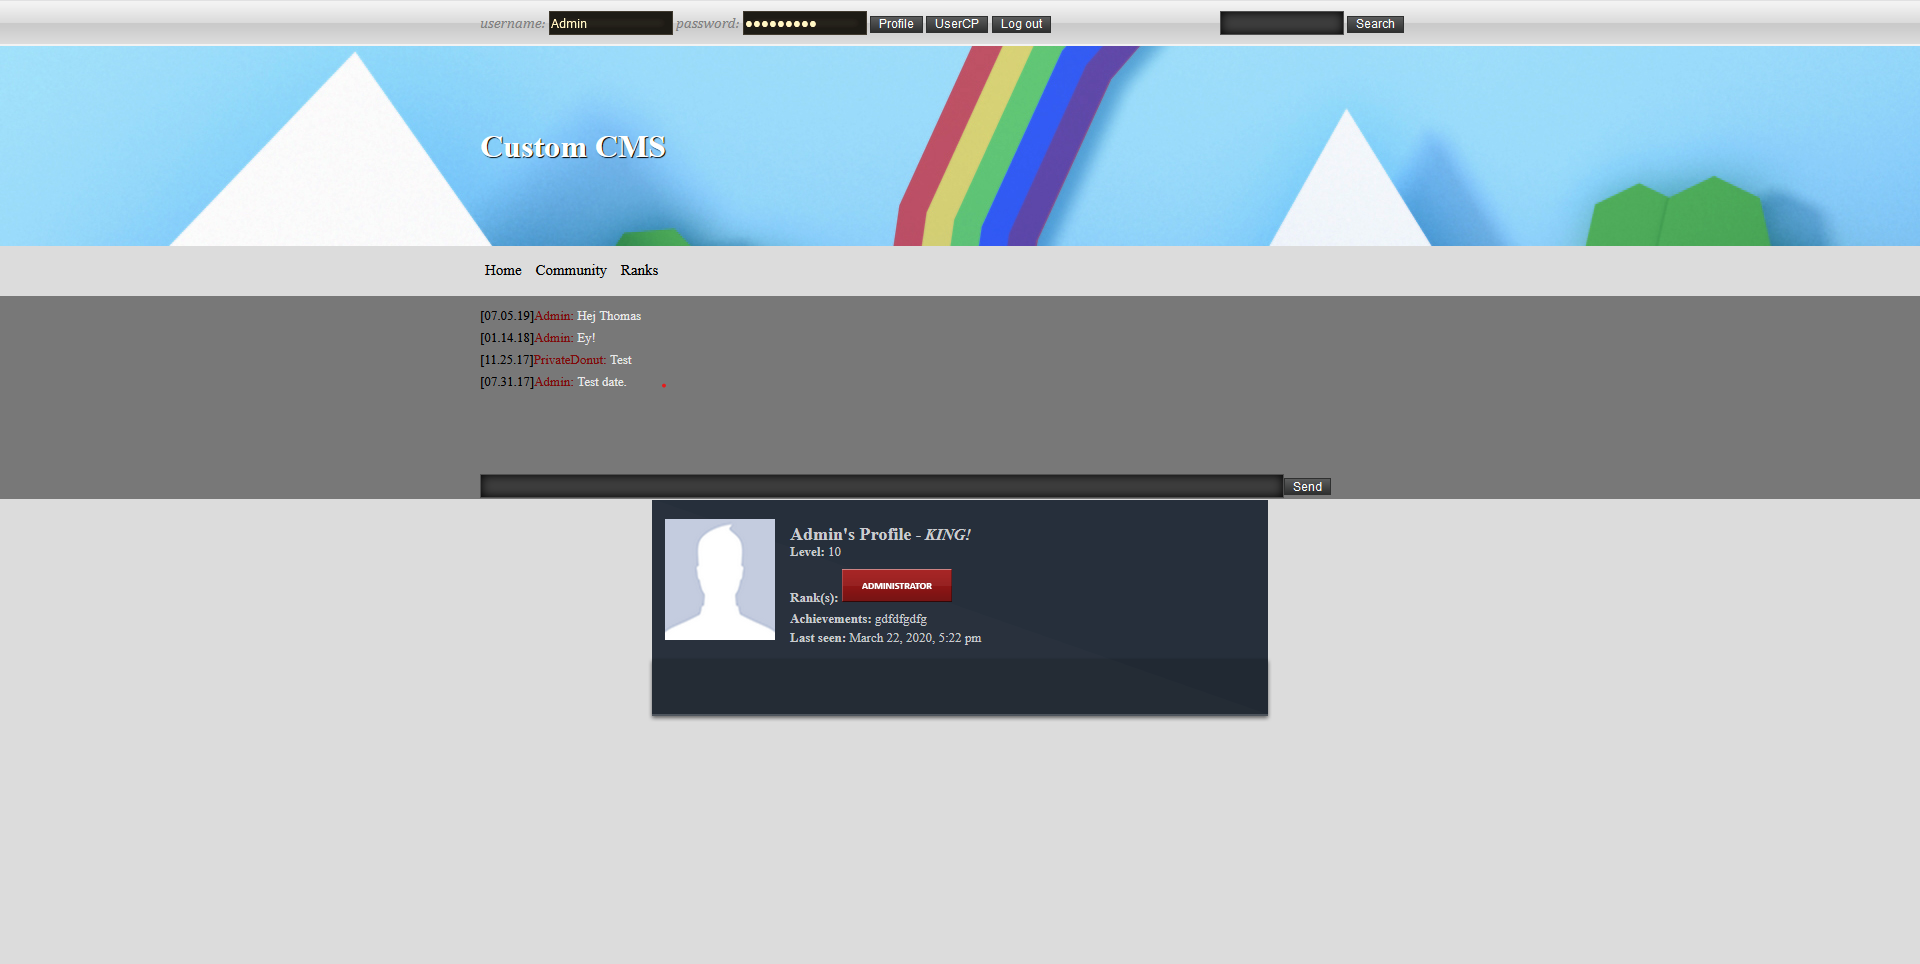 username: Admin password: ●●●●●●●●● Profile UserCP Log out Search
Custom CMS
Home Community Ranks
[07.05.19]Admin: Hej Thomas
[01.14.18]Admin: Ey!
[11.25.17]PrivateDonut: Test
[07.31.17]Admin: Test date.
Send
Admin's Profile - KING!
Level: 10
Rank(s): ADMINISTRATOR
Achievements: gdfdfgdfg
Last seen: March 22, 2020, 5:22 pm